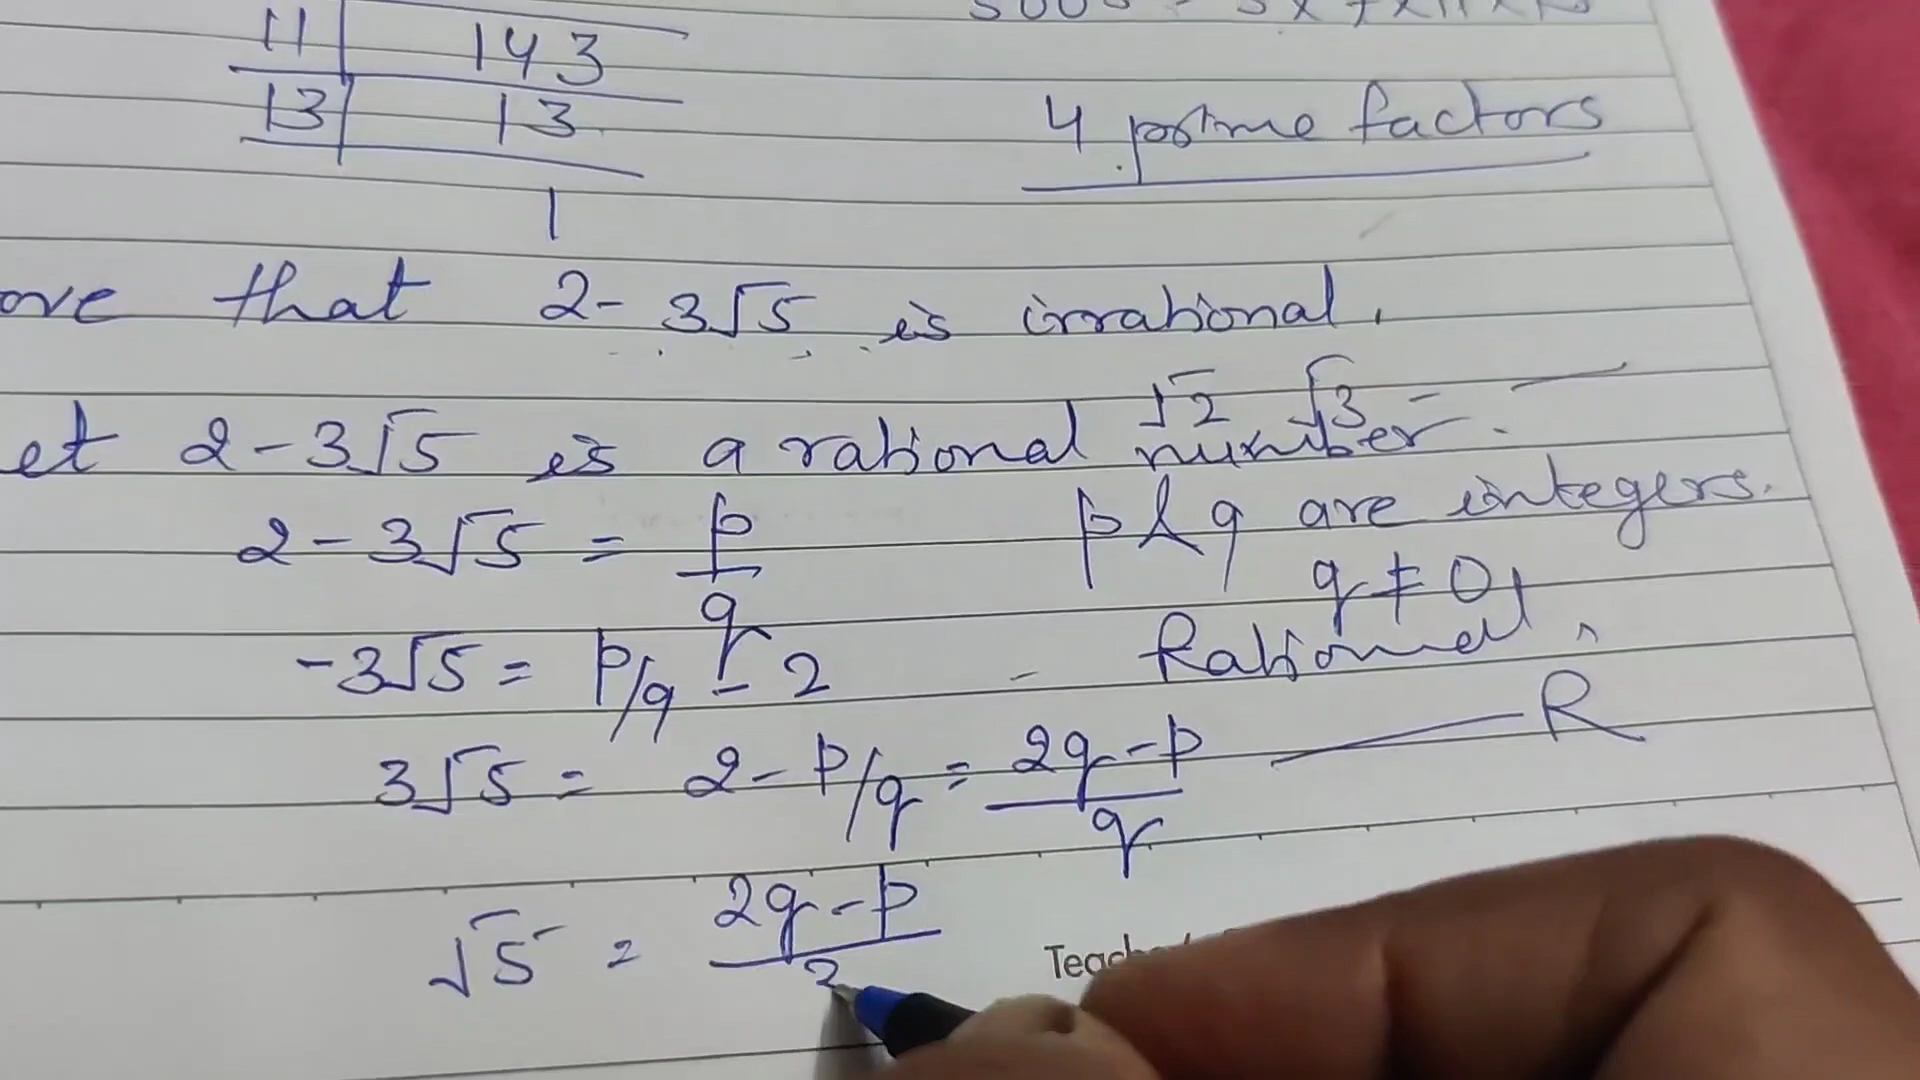 11 | 143
13 | 13
1
4 prime factors
ove that 2-3√5 is irrational.
√2 √3
et 2-3√5 is a rational number.
2-3√5 = p/q p & q are integers.
q ≠ 0,
-3√5 = p/q - 2 - Rational,
3√5 = 2 - p/q = 2q-p/q — R
√5 = 2q-p/3